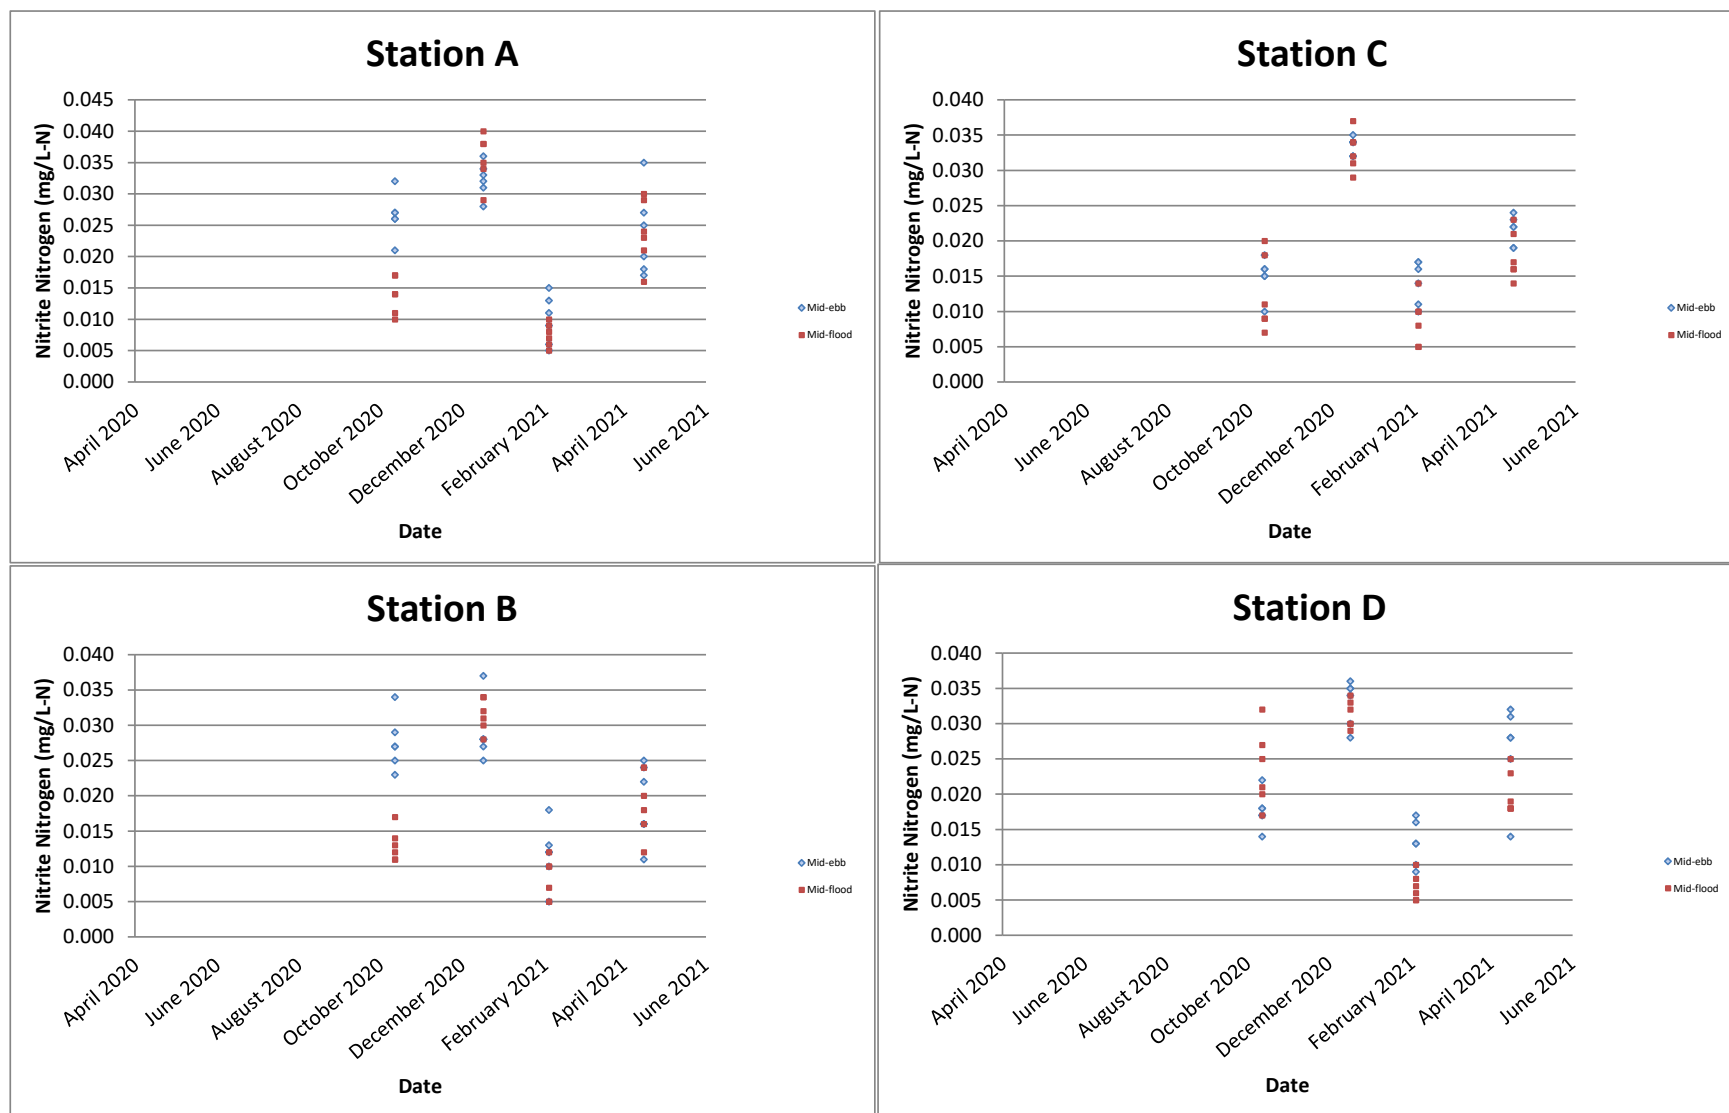 Station A
Nitrite Nitrogen (mg/L-N)
0.045
0.040
0.035
0.030
0.025
0.020
0.015
0.010
0.005
0.000
April 2020
June 2020
August 2020
October 2020
December 2020
February 2021
April 2021
June 2021
Date
Mid-ebb
Mid-flood
Station C
Nitrite Nitrogen (mg/L-N)
0.040
0.035
0.030
0.025
0.020
0.015
0.010
0.005
0.000
April 2020
June 2020
August 2020
October 2020
December 2020
February 2021
April 2021
June 2021
Date
Mid-ebb
Mid-flood
Station B
Nitrite Nitrogen (mg/L-N)
0.040
0.035
0.030
0.025
0.020
0.015
0.010
0.005
0.000
April 2020
June 2020
August 2020
October 2020
December 2020
February 2021
April 2021
June 2021
Date
Mid-ebb
Mid-flood
Station D
Nitrite Nitrogen (mg/L-N)
0.040
0.035
0.030
0.025
0.020
0.015
0.010
0.005
0.000
April 2020
June 2020
August 2020
October 2020
December 2020
February 2021
April 2021
June 2021
Date
Mid-ebb
Mid-flood